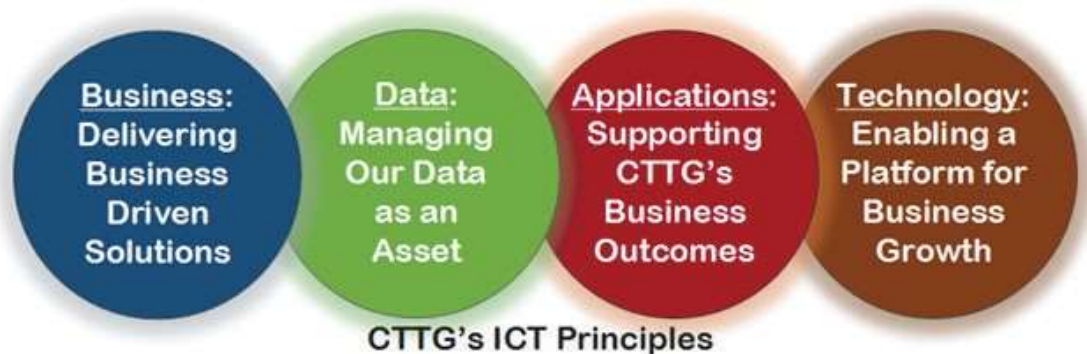 Business:
Delivering
Business
Driven
Solutions
Data:
Managing
Our Data
as an
Asset
Applications:
Supporting
CTTG's
Business
Outcomes
Technology:
Enabling a
Platform for
Business
Growth
CTTG's ICT Principles